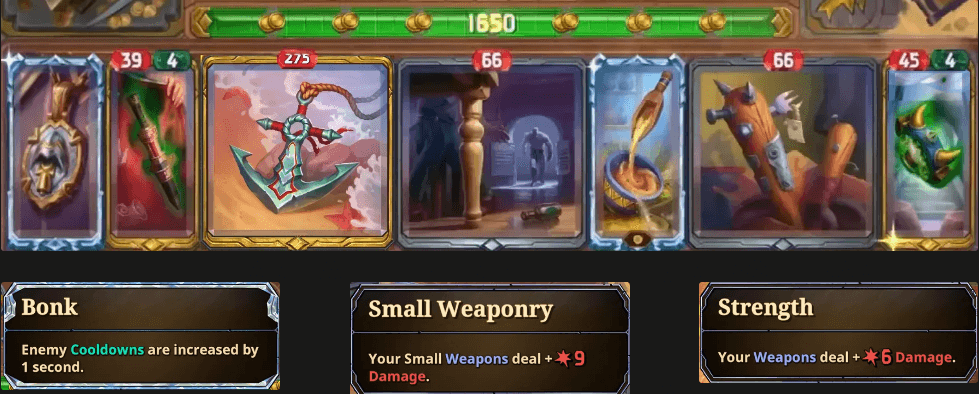 1650
39 4 275 66 66 45 4
Bonk
Enemy Cooldowns are increased by
1 second.
Small Weaponry
Your Small Weapons deal + 9
Damage.
Strength
Your Weapons deal + 6 Damage.